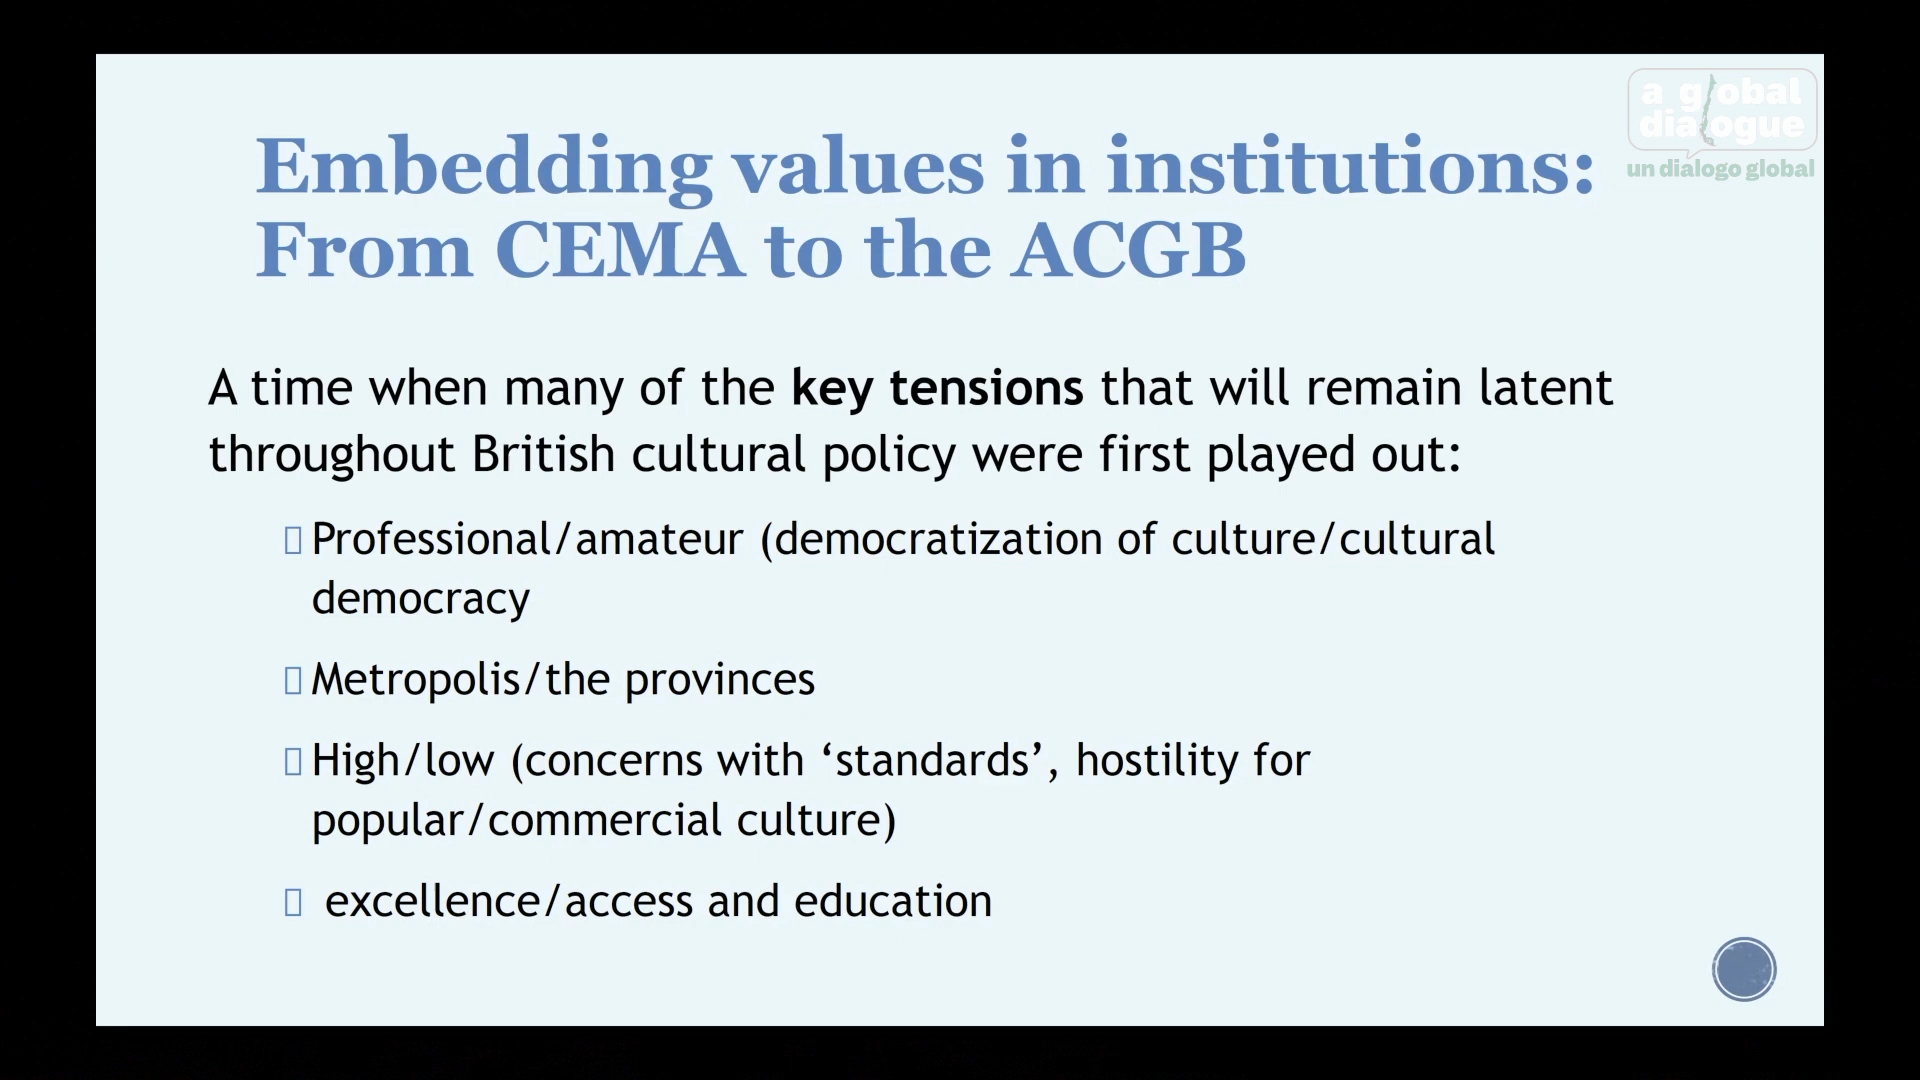 a global
dialogue
un dialogo global
Embedding values in institutions:
From CEMA to the ACGB
A time when many of the key tensions that will remain latent
throughout British cultural policy were first played out:
Professional/amateur (democratization of culture/cultural
democracy
Metropolis/the provinces
High/low (concerns with ‘standards’, hostility for
popular/commercial culture)
excellence/access and education